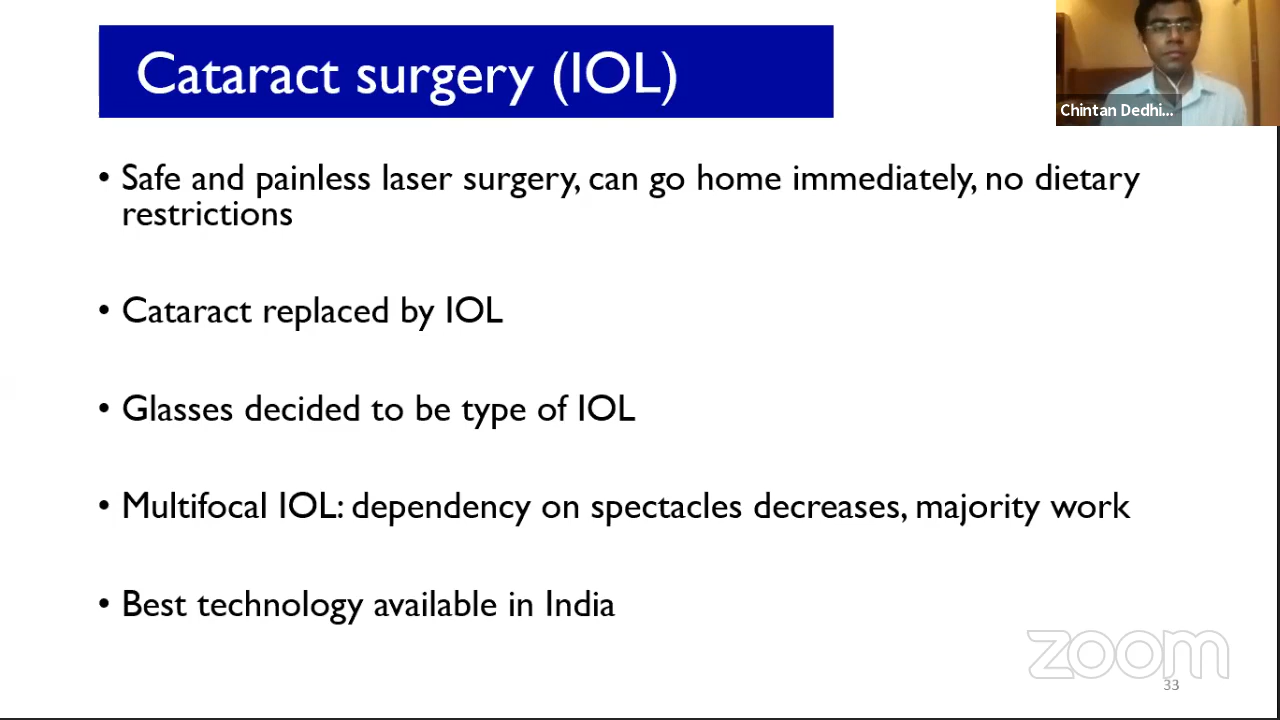 Cataract surgery (IOL)
Chintan Dedhi...
• Safe and painless laser surgery, can go home immediately, no dietary
restrictions
• Cataract replaced by IOL
• Glasses decided to be type of IOL
• Multifocal IOL: dependency on spectacles decreases, majority work
• Best technology available in India
zoom
33